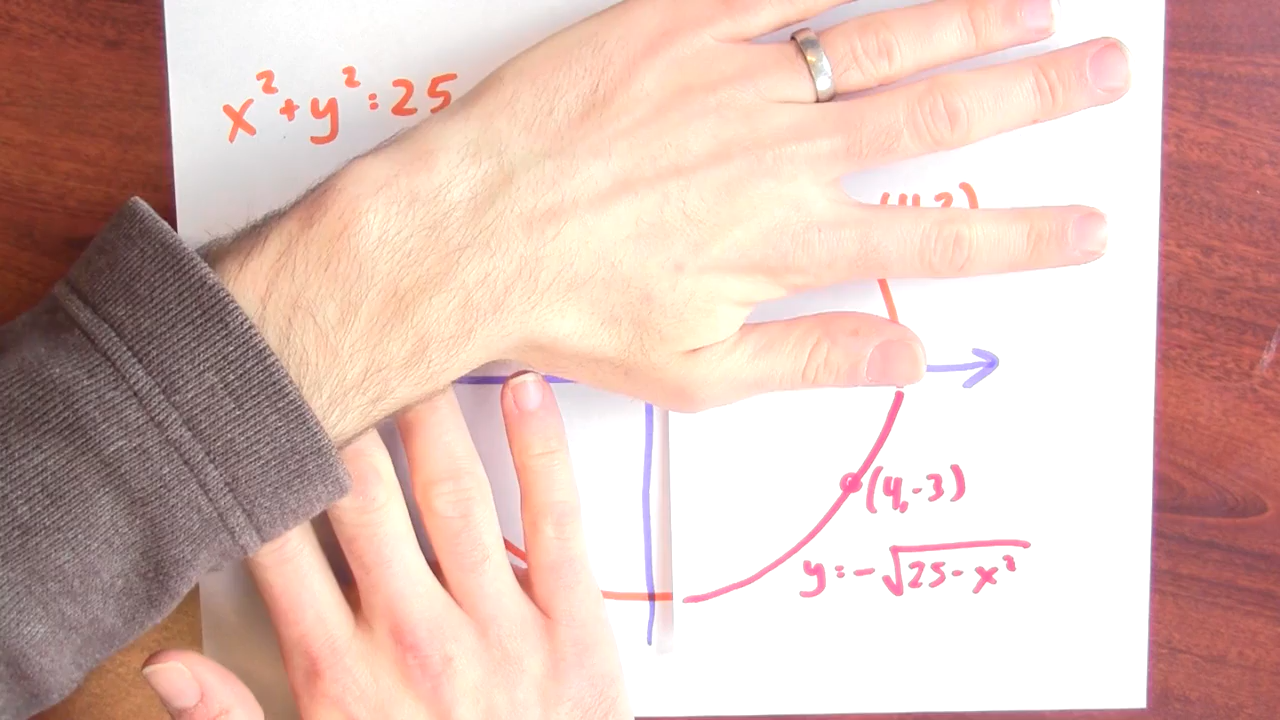 x²+y²=25
(4,-3)
y=-√25-x²